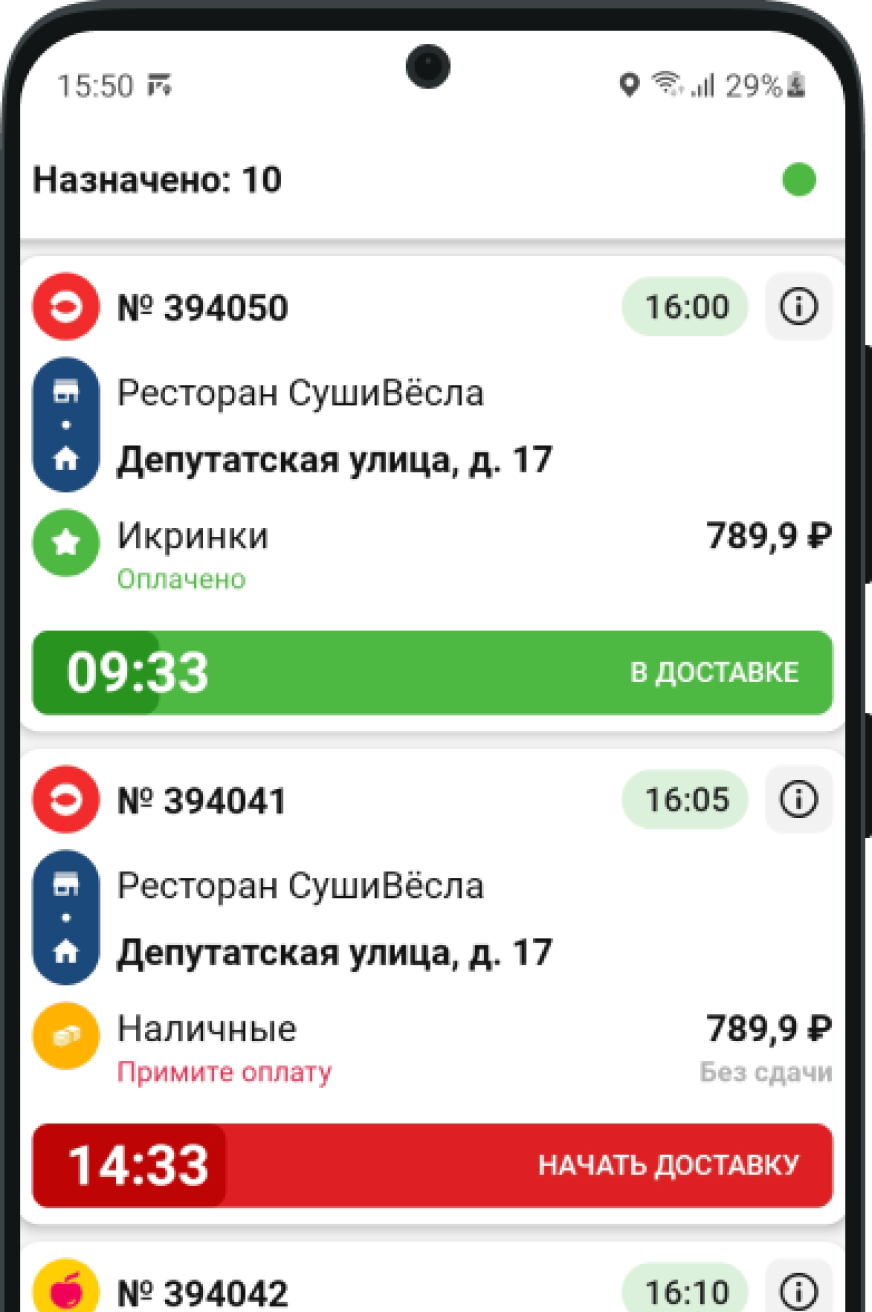 15:50 29%
Назначено: 10
№ 394050 16:00
Ресторан СушиВёсла
Депутатская улица, д. 17
Икринки 789,9 ₽
Оплачено
09:33 В ДОСТАВКЕ
№ 394041 16:05
Ресторан СушиВёсла
Депутатская улица, д. 17
Наличные 789,9 ₽
Примите оплату Без сдачи
14:33 НАЧАТЬ ДОСТАВКУ
№ 394042 16:10